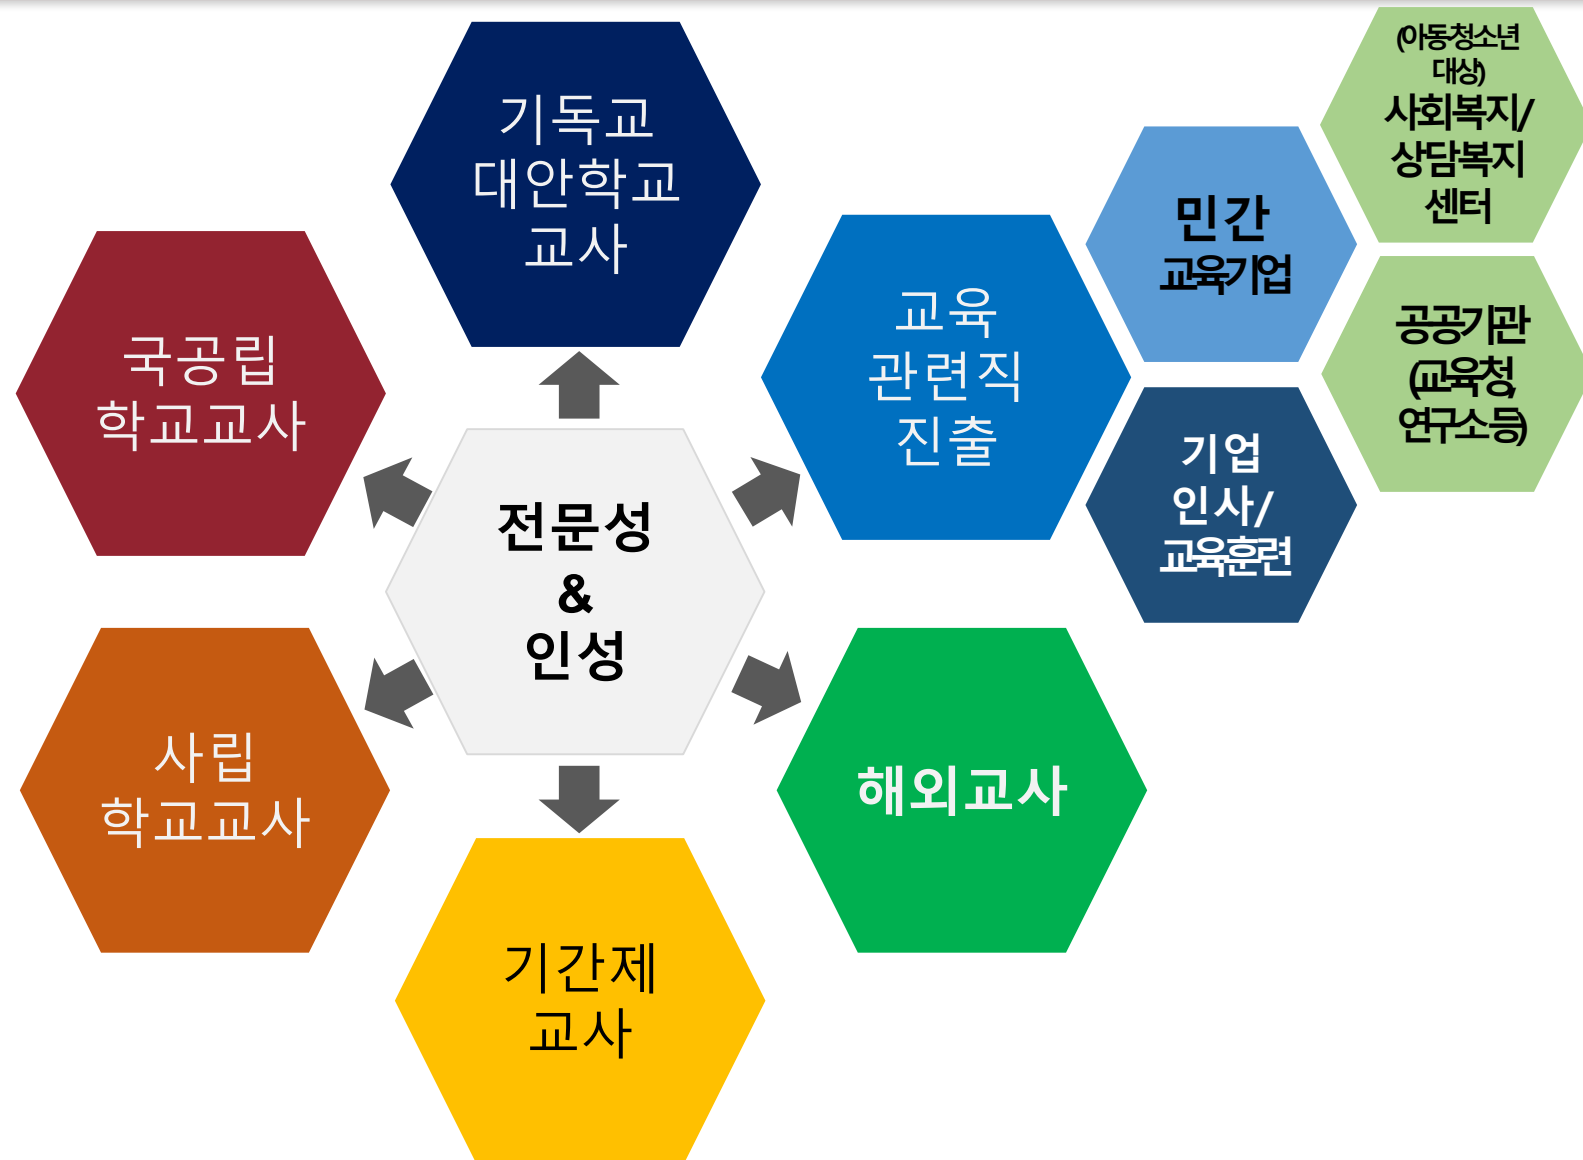 기독교
대안학교
교사
국공립
학교교사
교육
관련직
진출
민간
교육기업
(아동청소년
대상)
사회복지/
상담복지
센터
공공기관
(교육청,
연구소 등)
기업
인사/
교육훈련
전문성
&
인성
사립
학교교사
해외교사
기간제
교사